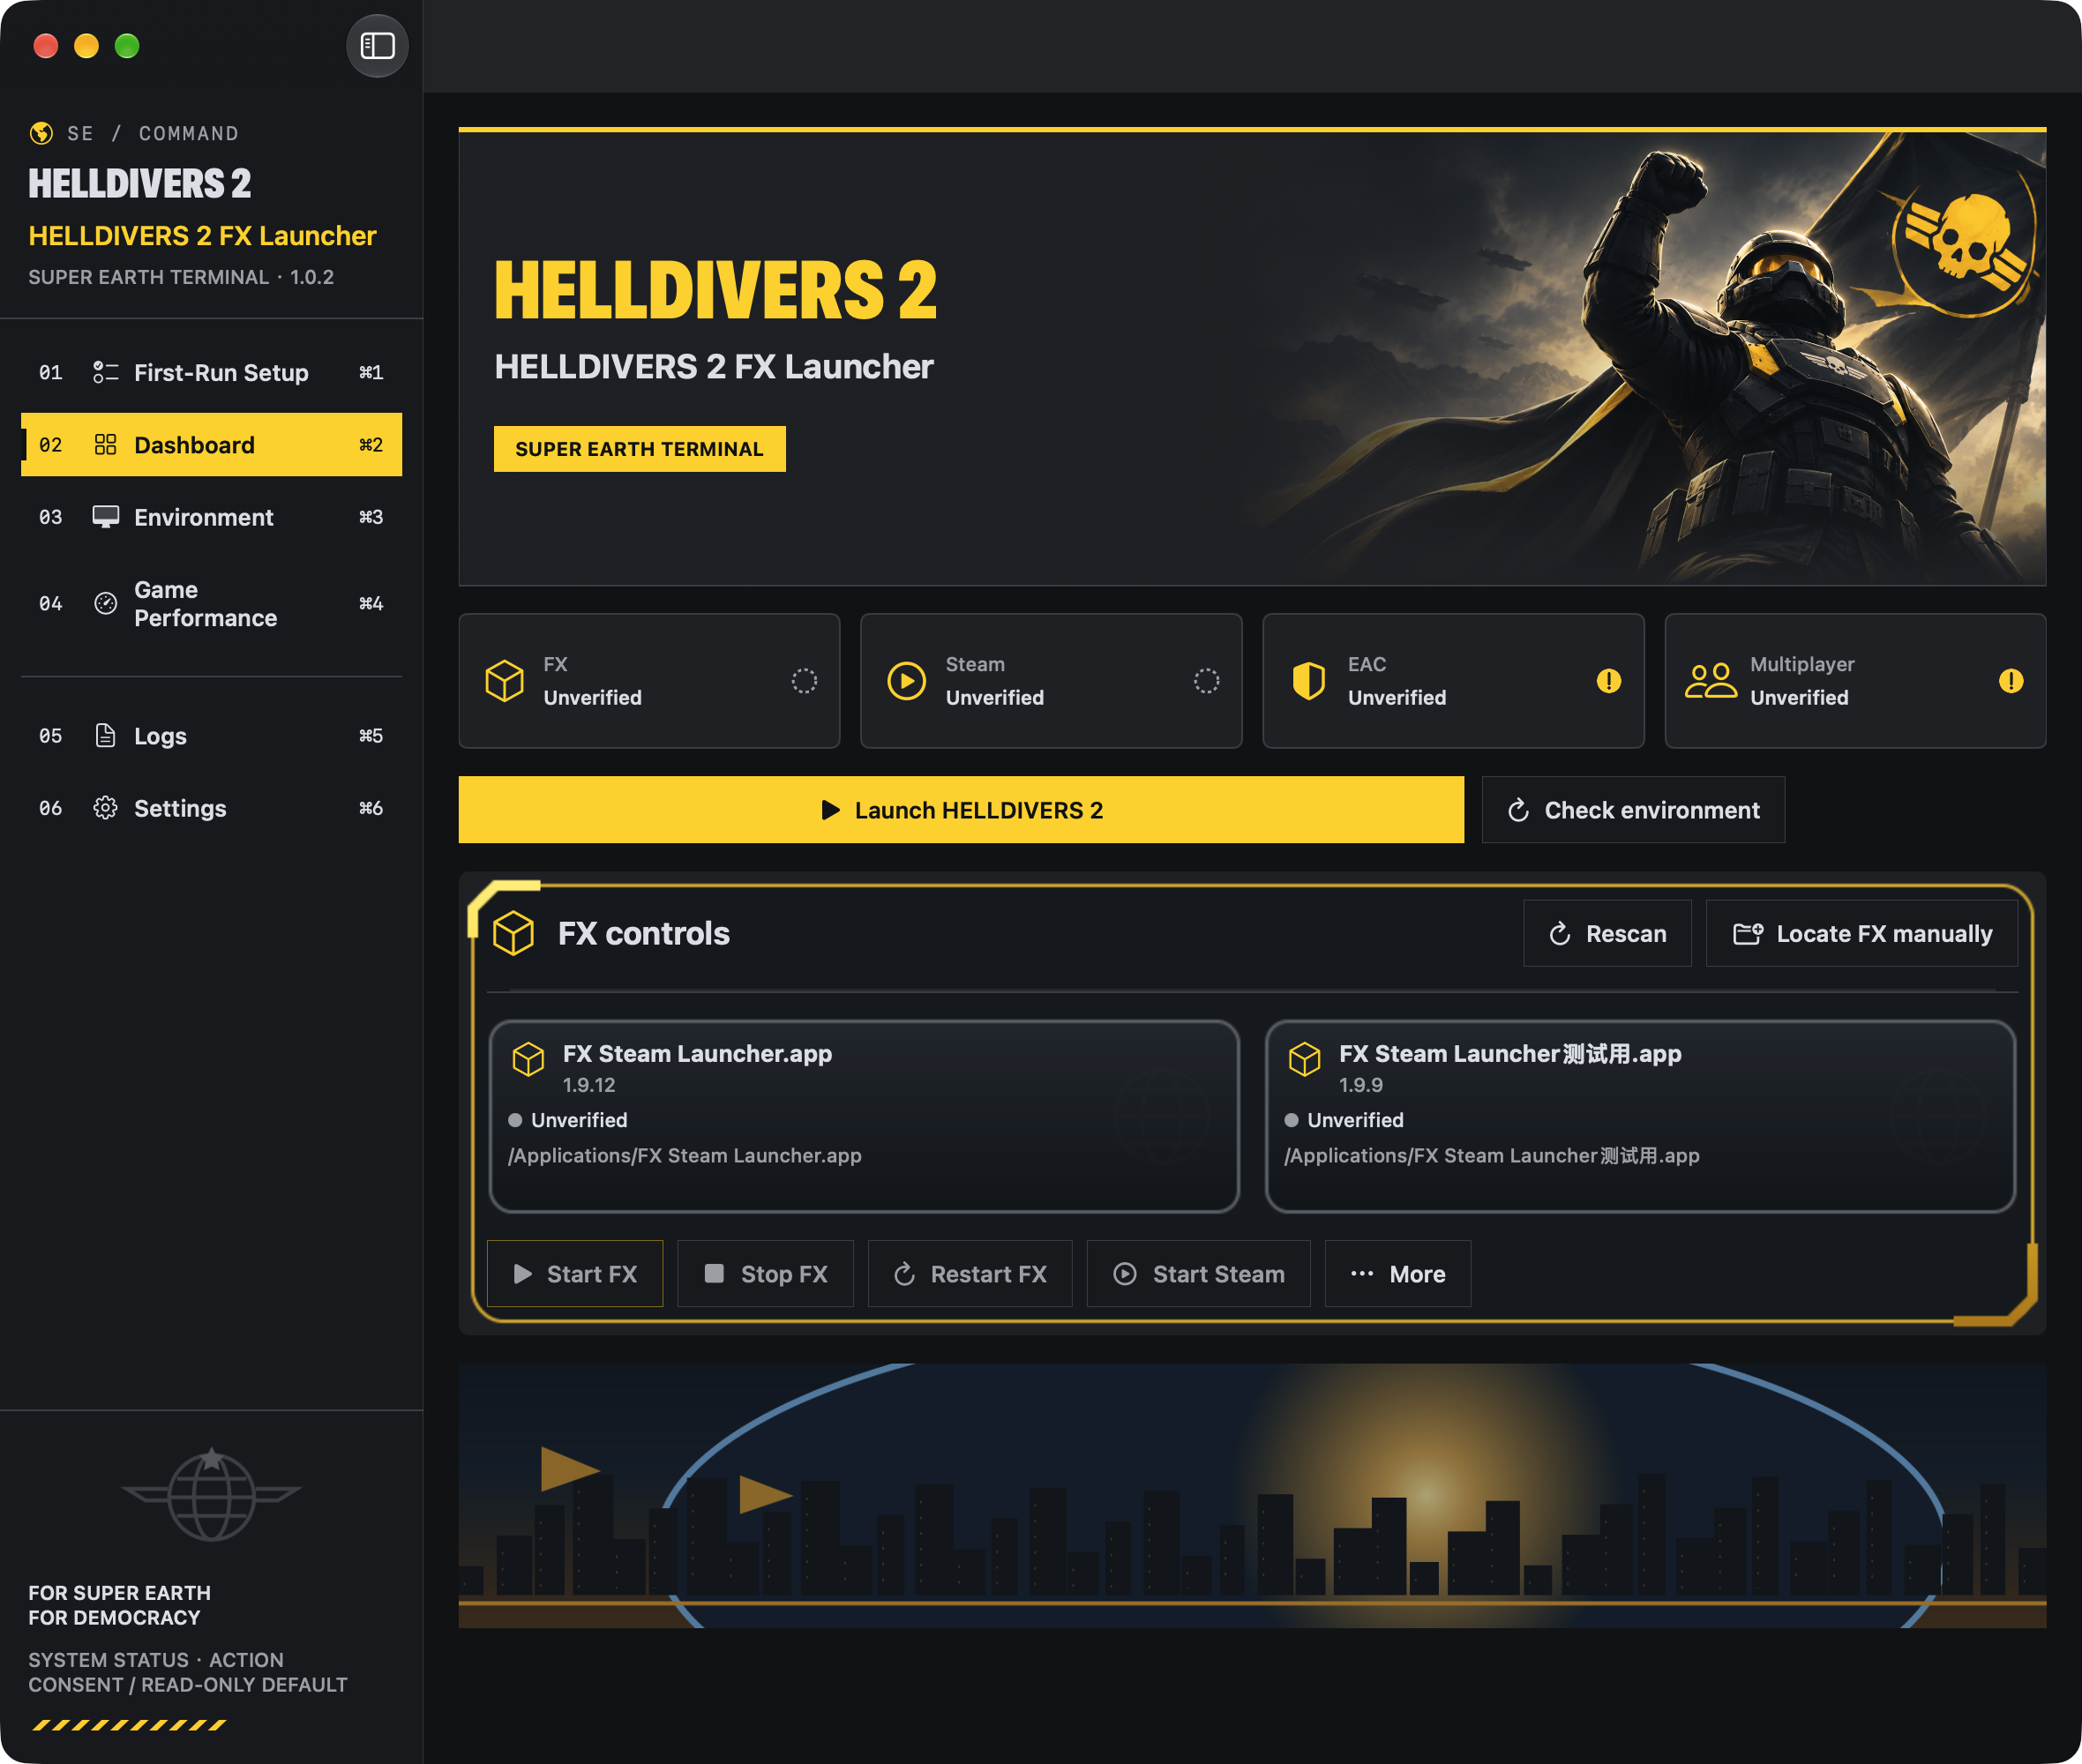 SE / COMMAND
HELLDIVERS 2
HELLDIVERS 2 FX Launcher
SUPER EARTH TERMINAL · 1.0.2
01 First-Run Setup ⌘1
02 Dashboard ⌘2
03 Environment ⌘3
04 Game Performance ⌘4
05 Logs ⌘5
06 Settings ⌘6
FOR SUPER EARTH
FOR DEMOCRACY
SYSTEM STATUS · ACTION
CONSENT / READ-ONLY DEFAULT
HELLDIVERS 2
HELLDIVERS 2 FX Launcher
SUPER EARTH TERMINAL
FX
Unverified
Steam
Unverified
EAC
Unverified
Multiplayer
Unverified
Launch HELLDIVERS 2
Check environment
FX controls
Rescan
Locate FX manually
FX Steam Launcher.app
1.9.12
Unverified
/Applications/FX Steam Launcher.app
FX Steam Launcher测试用.app
1.9.9
Unverified
/Applications/FX Steam Launcher测试用.app
Start FX
Stop FX
Restart FX
Start Steam
More